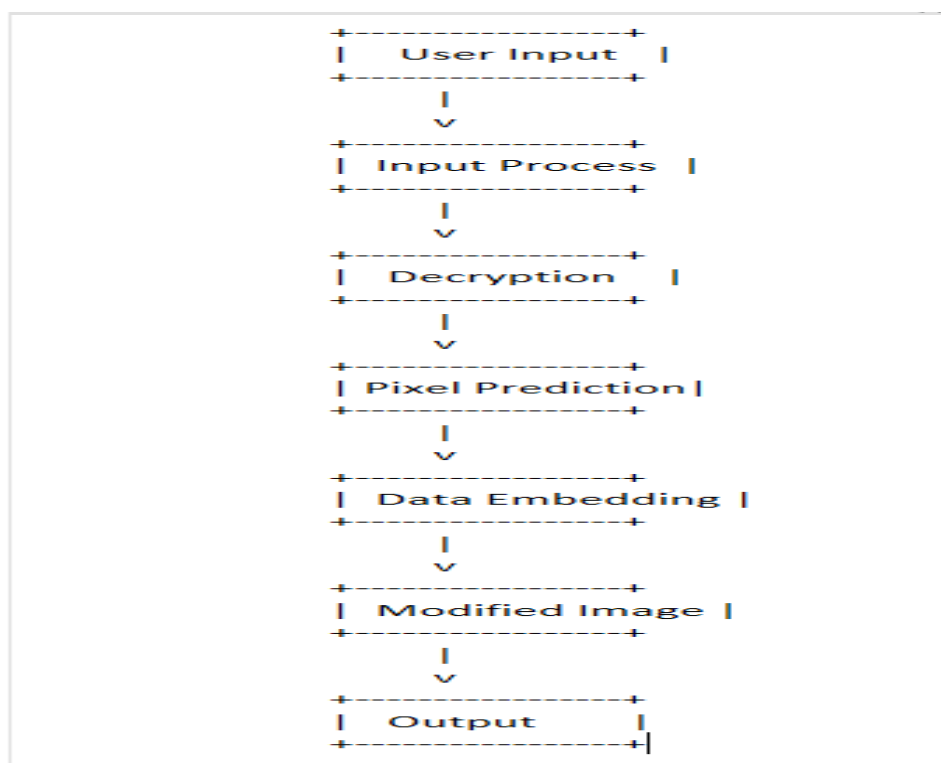 +-----------------+
| User Input |
+-----------------+
|
v
+-----------------+
| Input Process |
+-----------------+
|
v
+-----------------+
| Decryption |
+-----------------+
|
v
+-----------------+
| Pixel Prediction|
+-----------------+
|
v
+-----------------+
| Data Embedding |
+-----------------+
|
v
+-----------------+
| Modified Image |
+-----------------+
|
v
+-----------------+
| Output |
+-----------------+